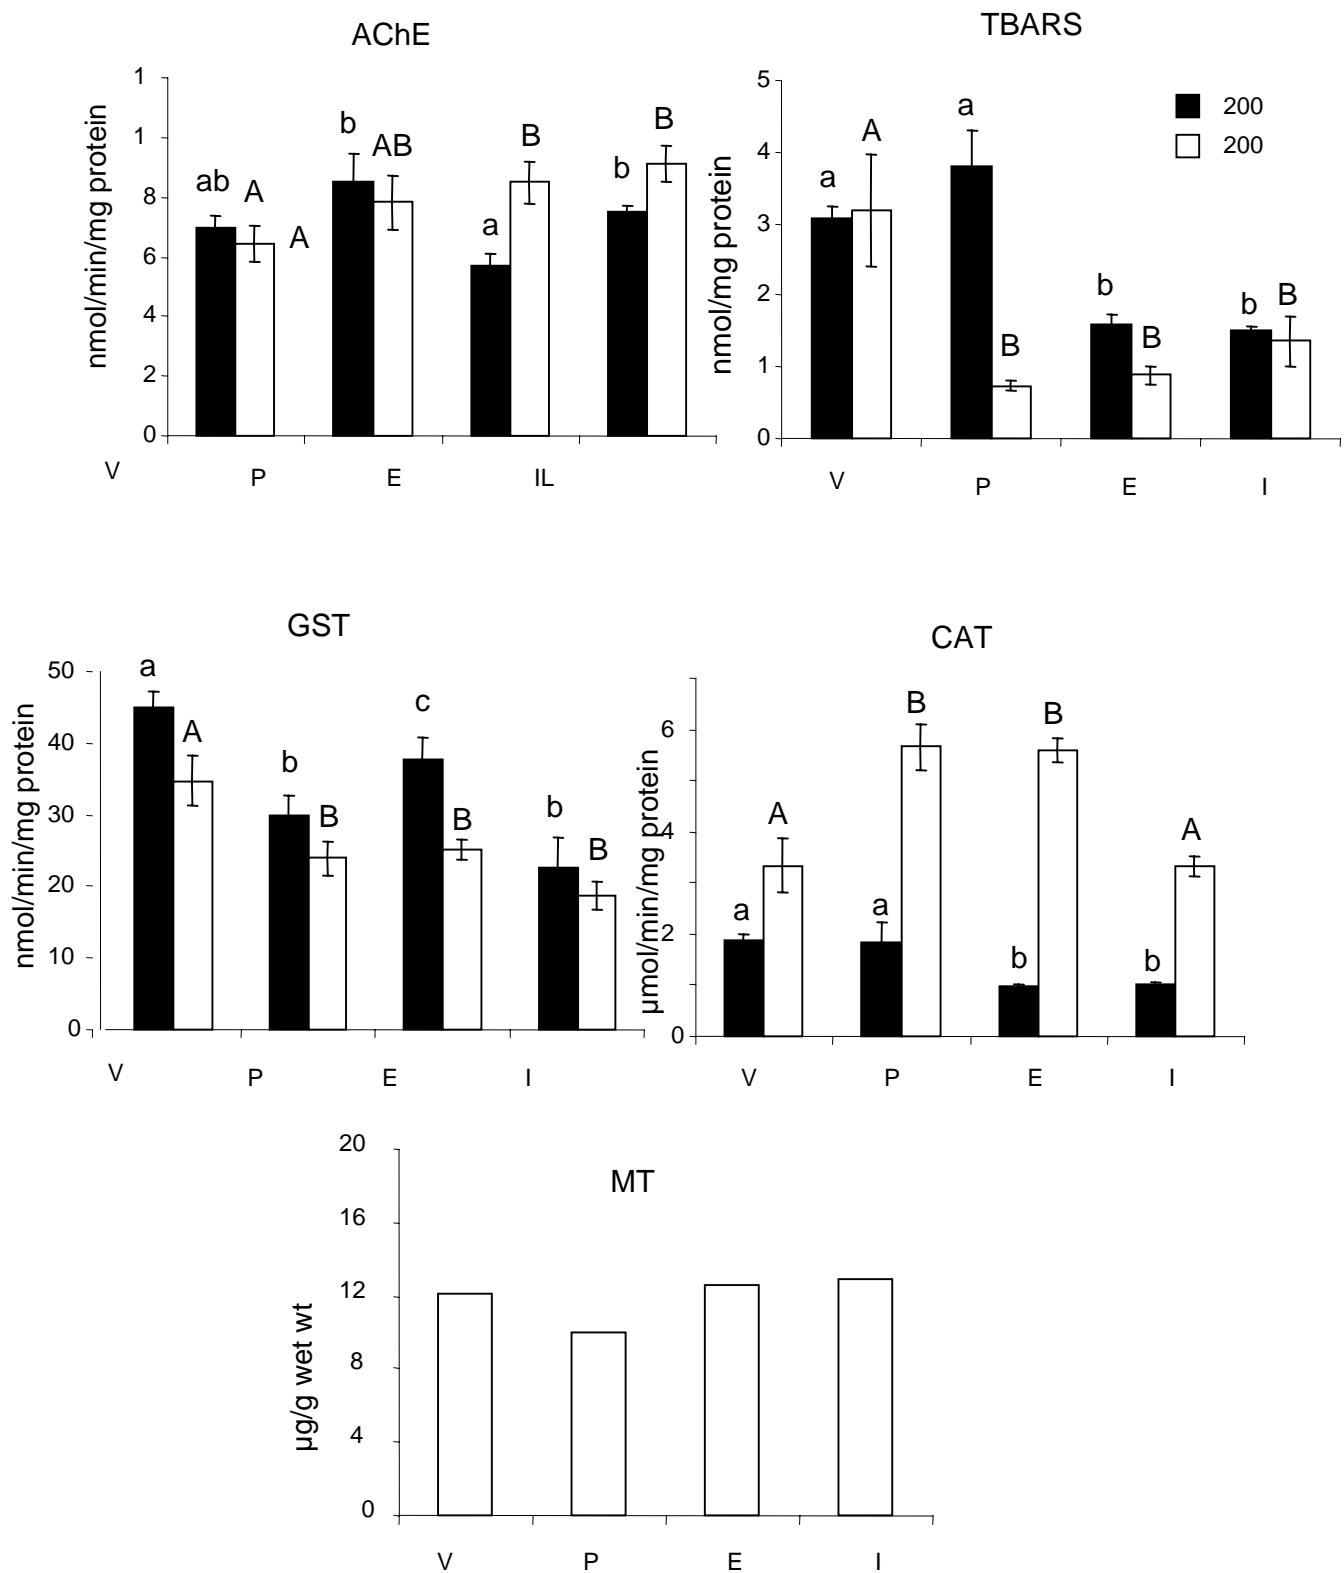 AChE
nmol/min/mg protein
1
1
8
6
4
2
0
ab
A
A
b
AB
a
B
b
B
V
P
E
IL
TBARS
nmol/mg protein
5
4
3
2
1
0
200
200
a
A
a
B
b
B
b
B
V
P
E
I
GST
nmol/min/mg protein
50
40
30
20
10
0
a
A
b
B
c
B
b
B
V
P
E
I
CAT
µmol/min/mg protein
6
4
2
0
a
A
a
B
b
B
b
A
V
P
E
I
MT
µg/g wet wt
20
16
12
8
4
0
V
P
E
I